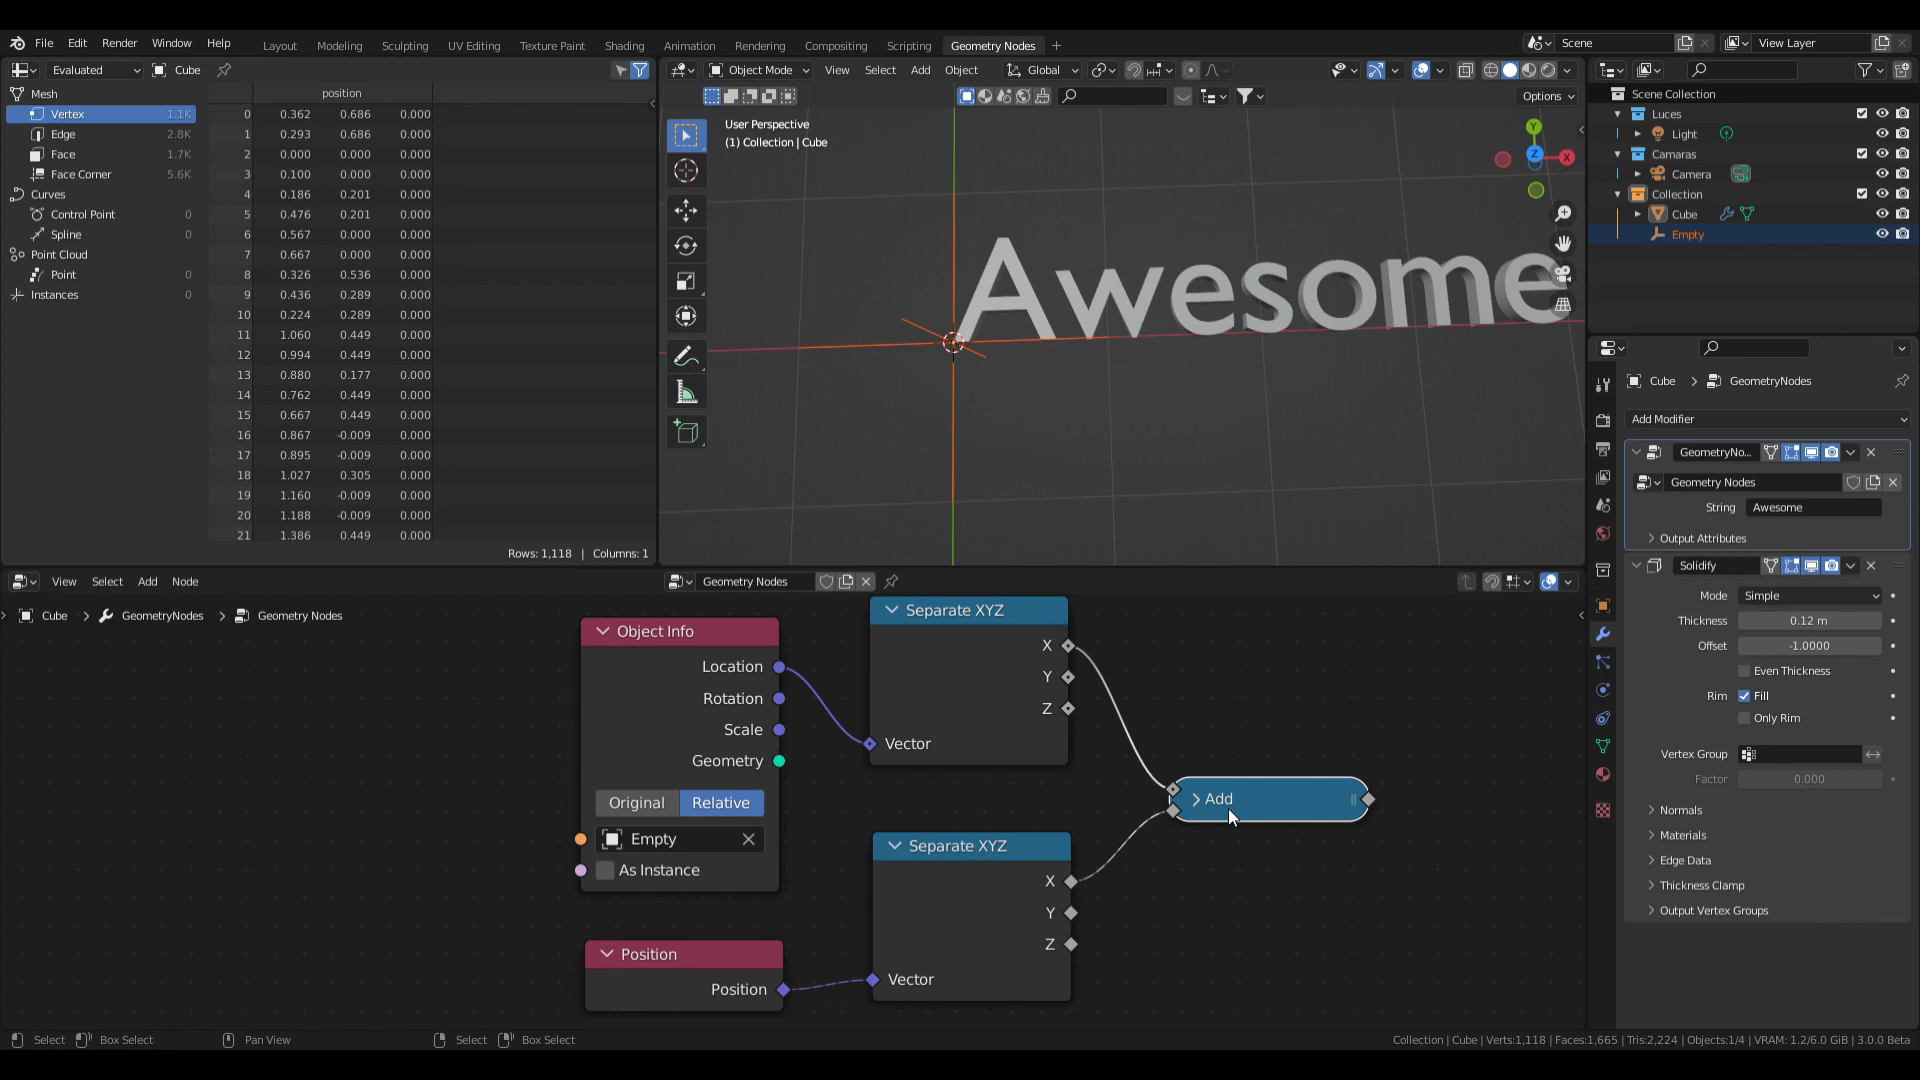 File Edit Render Window Help
Layout Modeling Sculpting UV Editing Texture Paint Shading Animation Rendering Compositing Scripting Geometry Nodes +
Scene
View Layer
Evaluated
Cube
Mesh
Vertex 1.1K
Edge 2.8K
Face 1.7K
Face Corner 5.6K
Curves
Control Point 0
Spline 0
Point Cloud
Point 0
Instances 0
position
0 0.362 0.686 0.000
1 0.293 0.686 0.000
2 0.000 0.000 0.000
3 0.100 0.000 0.000
4 0.186 0.201 0.000
5 0.476 0.201 0.000
6 0.567 0.000 0.000
7 0.667 0.000 0.000
8 0.326 0.536 0.000
9 0.436 0.289 0.000
10 0.224 0.289 0.000
11 1.060 0.449 0.000
12 0.994 0.449 0.000
13 0.880 0.177 0.000
14 0.762 0.449 0.000
15 0.667 0.449 0.000
16 0.867 -0.009 0.000
17 0.895 -0.009 0.000
18 1.027 0.305 0.000
19 1.160 -0.009 0.000
20 1.188 -0.009 0.000
21 1.386 0.449 0.000
Rows: 1,118 | Columns: 1
Object Mode View Select Add Object Global
Options
User Perspective
(1) Collection | Cube
Y
X
Z
Awesome
Scene Collection
Luces
Light
Camaras
Camera
Collection
Cube
Empty
Cube > GeometryNodes
Add Modifier
GeometryNo...
Geometry Nodes
String Awesome
Output Attributes
Solidify
Mode Simple
Thickness 0.12 m
Offset -1.0000
Even Thickness
Rim Fill
Only Rim
Vertex Group
Factor 0.000
Normals
Materials
Edge Data
Thickness Clamp
Output Vertex Groups
View Select Add Node
Geometry Nodes
Cube > GeometryNodes > Geometry Nodes
Object Info
Location
Rotation
Scale
Geometry
Original Relative
Empty
As Instance
Position
Position
Separate XYZ
X
Y
Z
Vector
Separate XYZ
X
Y
Z
Vector
Add
Select Box Select Pan View Select Box Select
Collection | Cube | Verts:1,118 | Faces:1,665 | Tris:2,224 | Objects:1/4 | VRAM: 1.2/6.0 GiB | 3.0.0 Beta